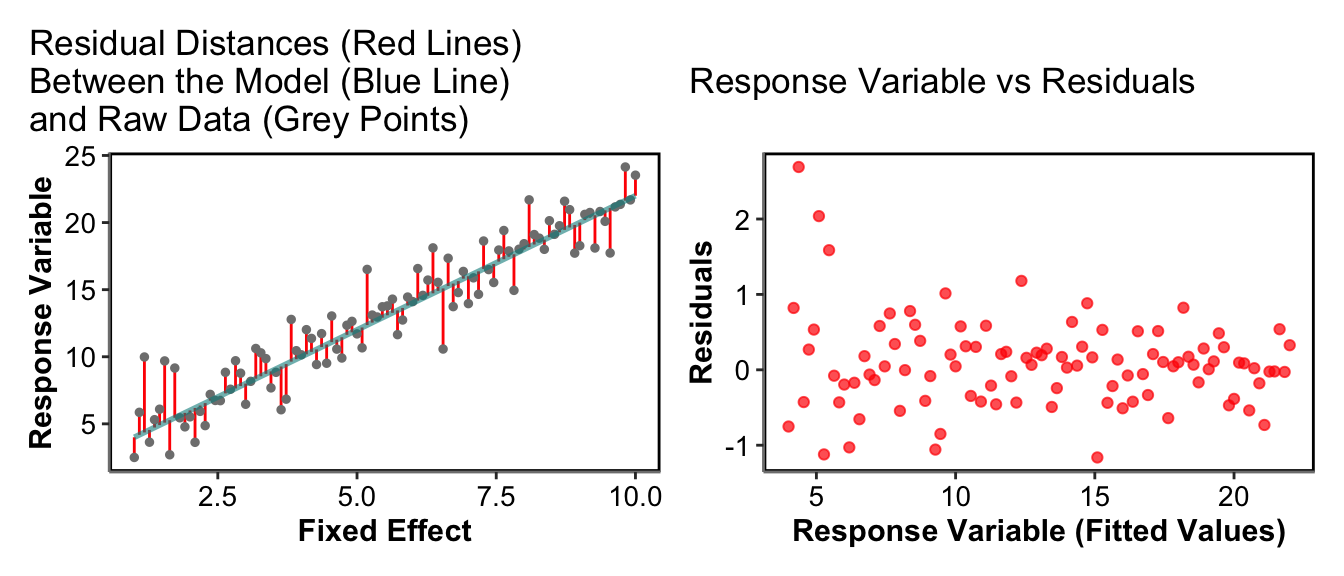 Residual Distances (Red Lines)
Between the Model (Blue Line)
and Raw Data (Grey Points)
25
20
15
10
5
Response Variable
2.5
5.0
7.5
10.0
Fixed Effect
Response Variable vs Residuals
2
1
0
-1
Residuals
5
10
15
20
Response Variable (Fitted Values)